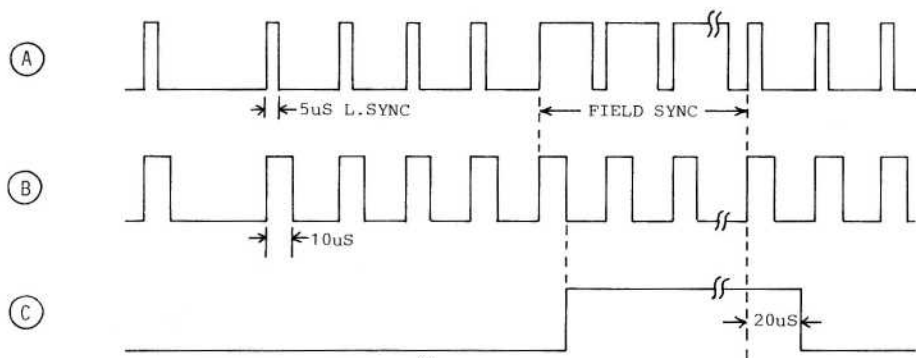 A
5uS L.SYNC
FIELD SYNC
B
10uS
C
20uS